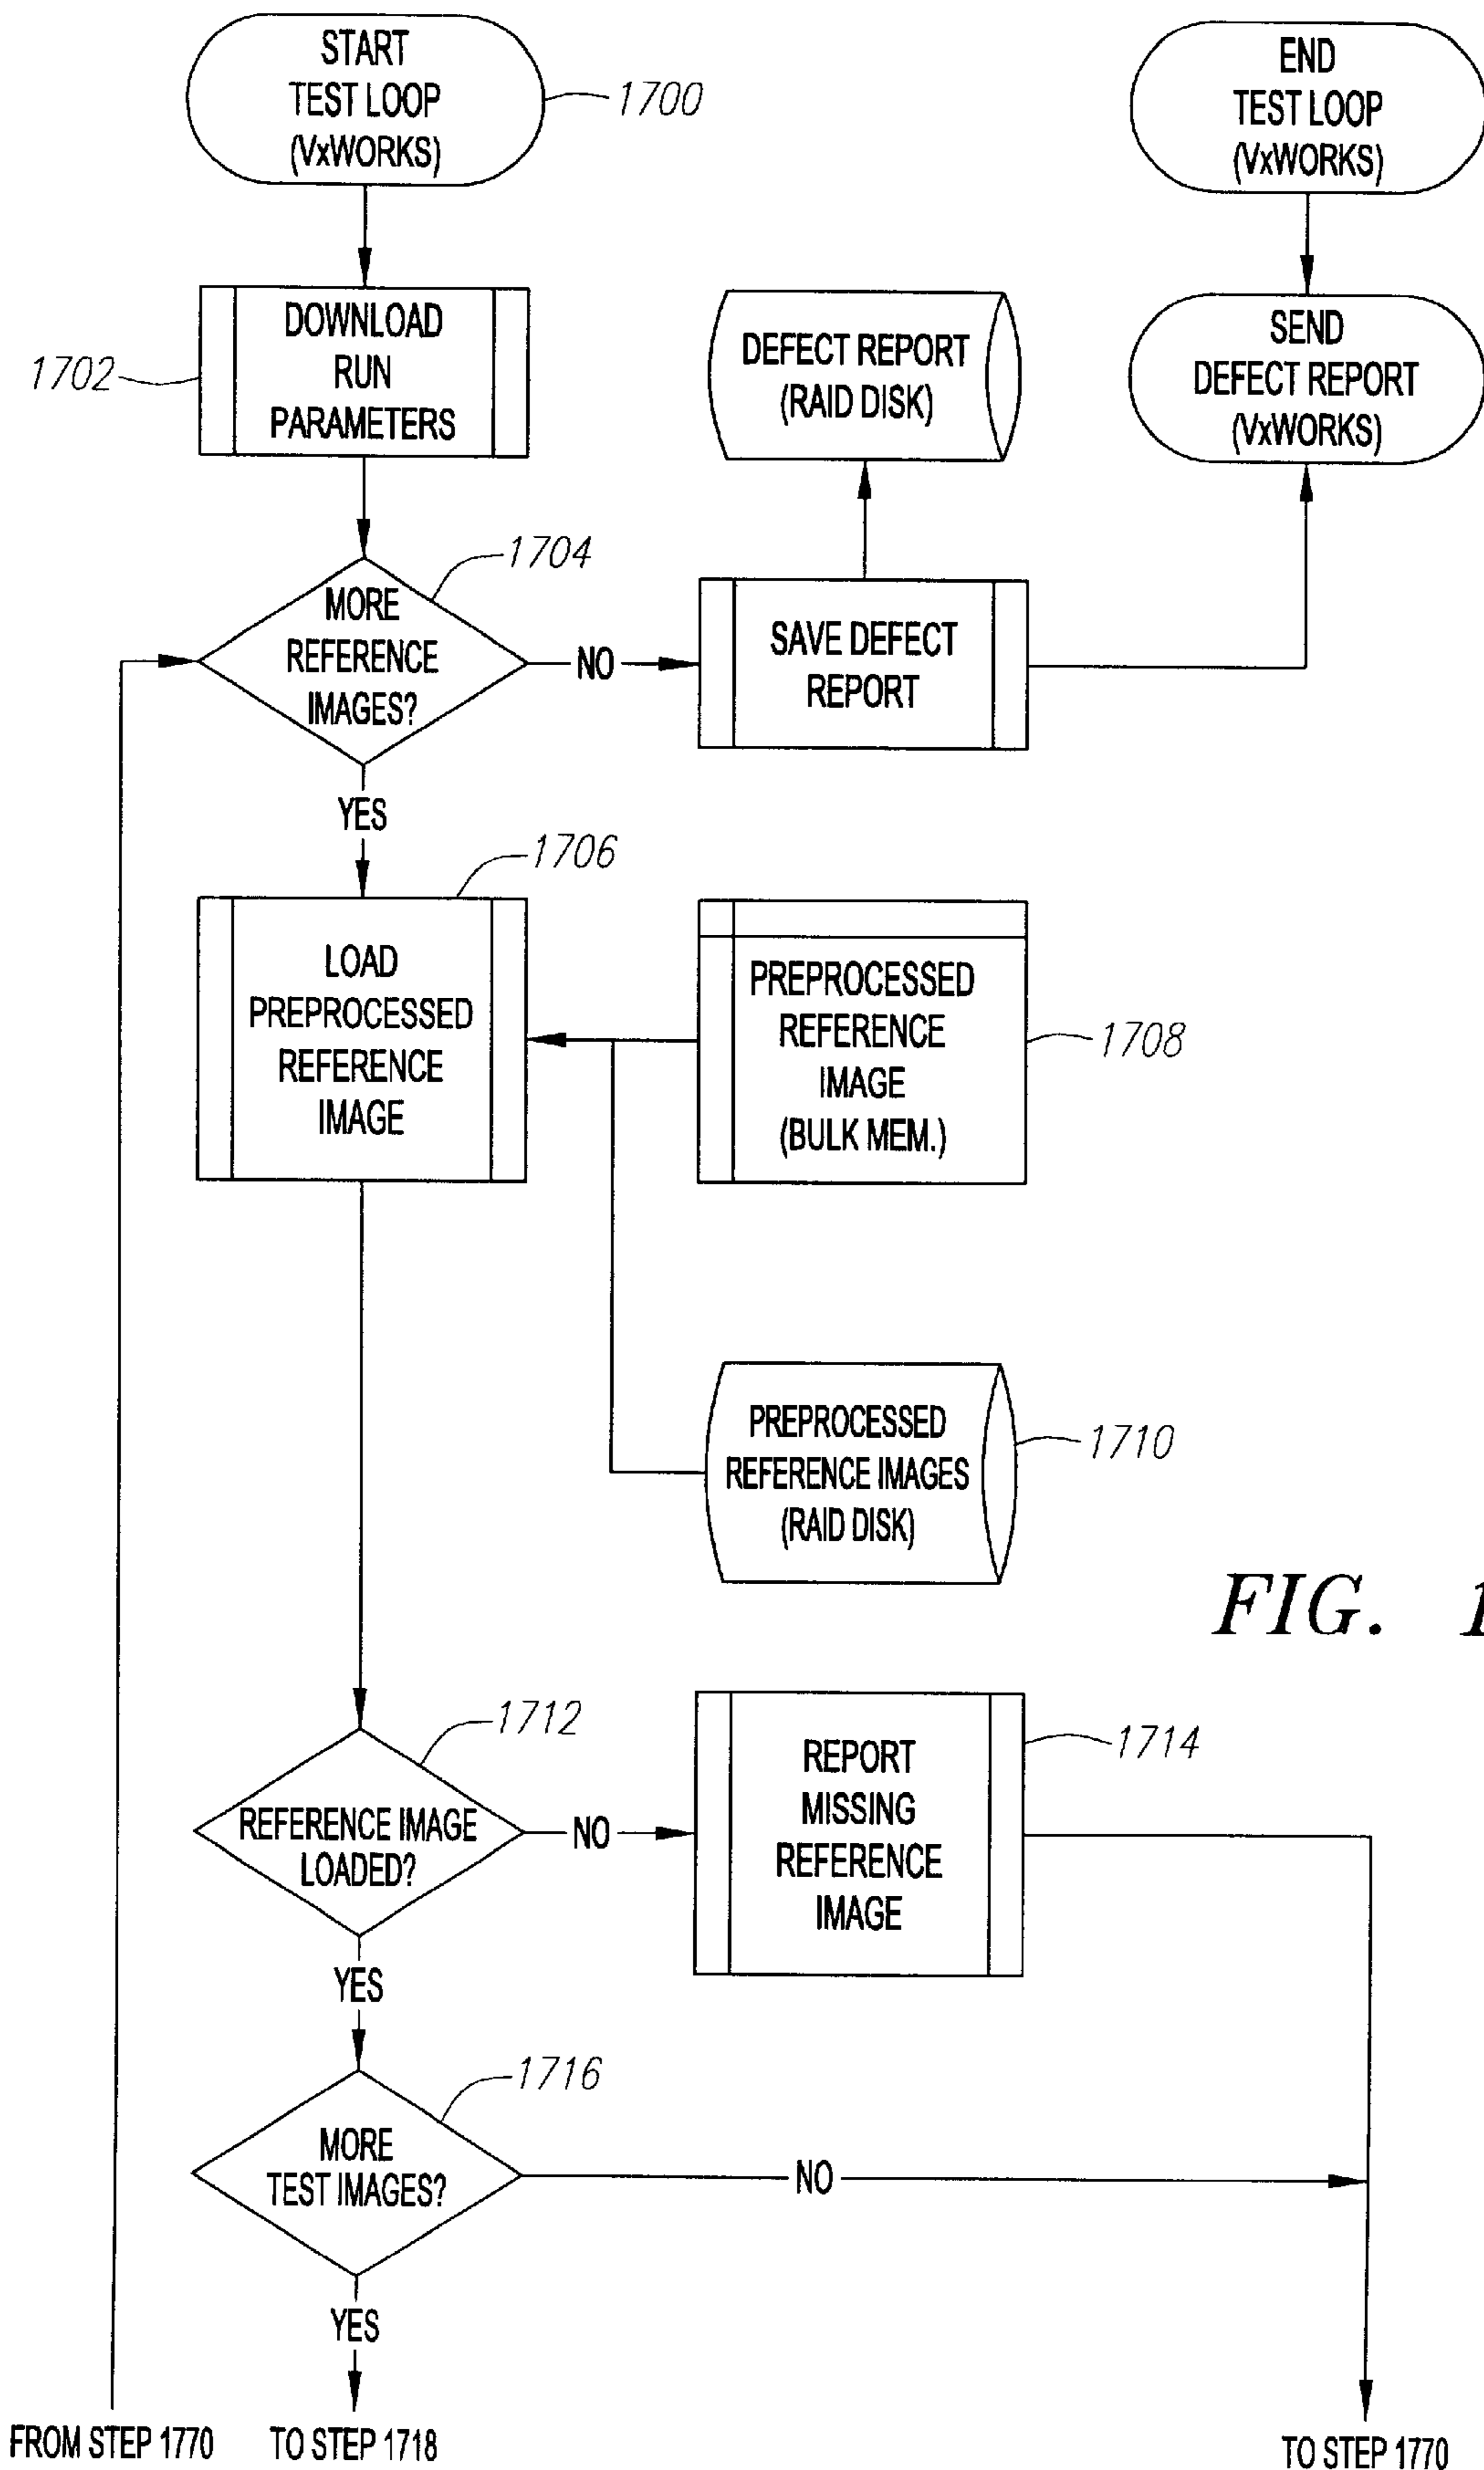 START
TEST LOOP
(VxWORKS)
1700
END
TEST LOOP
(VxWORKS)
DOWNLOAD
RUN
PARAMETERS
1702
DEFECT REPORT
(RAID DISK)
SEND
DEFECT REPORT
(VxWORKS)
1704
MORE
REFERENCE
IMAGES?
NO
SAVE DEFECT
REPORT
YES
1706
LOAD
PREPROCESSED
REFERENCE
IMAGE
PREPROCESSED
REFERENCE
IMAGE
(BULK MEM.)
1708
PREPROCESSED
REFERENCE IMAGES
(RAID DISK)
1710
FIG. 1
1712
REFERENCE IMAGE
LOADED?
NO
REPORT
MISSING
REFERENCE
IMAGE
1714
YES
1716
MORE
TEST IMAGES?
NO
YES
FROM STEP 1770
TO STEP 1718
TO STEP 1770